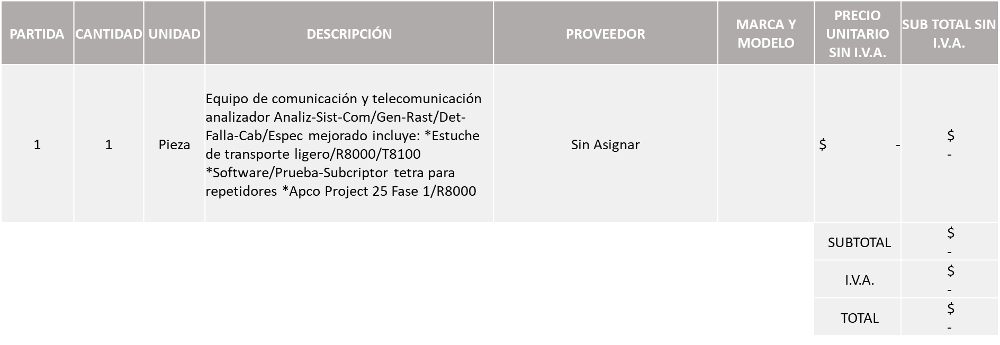 PARTIDA
CANTIDAD
UNIDAD
DESCRIPCIÓN
PROVEEDOR
MARCA Y
MODELO
PRECIO
UNITARIO
SIN I.V.A.
SUB TOTAL SIN
I.V.A.
1
1
Pieza
Equipo de comunicación y telecomunicación
analizador Analiz-Sist-Com/Gen-Rast/Det-
Falla-Cab/Espec mejorado incluye: *Estuche
de transporte ligero/R8000/T8100
*Software/Prueba-Subcriptor tetra para
repetidores *Apco Project 25 Fase 1/R8000
Sin Asignar
$ -
$
-
SUBTOTAL
$
-
I.V.A.
$
-
TOTAL
$
-